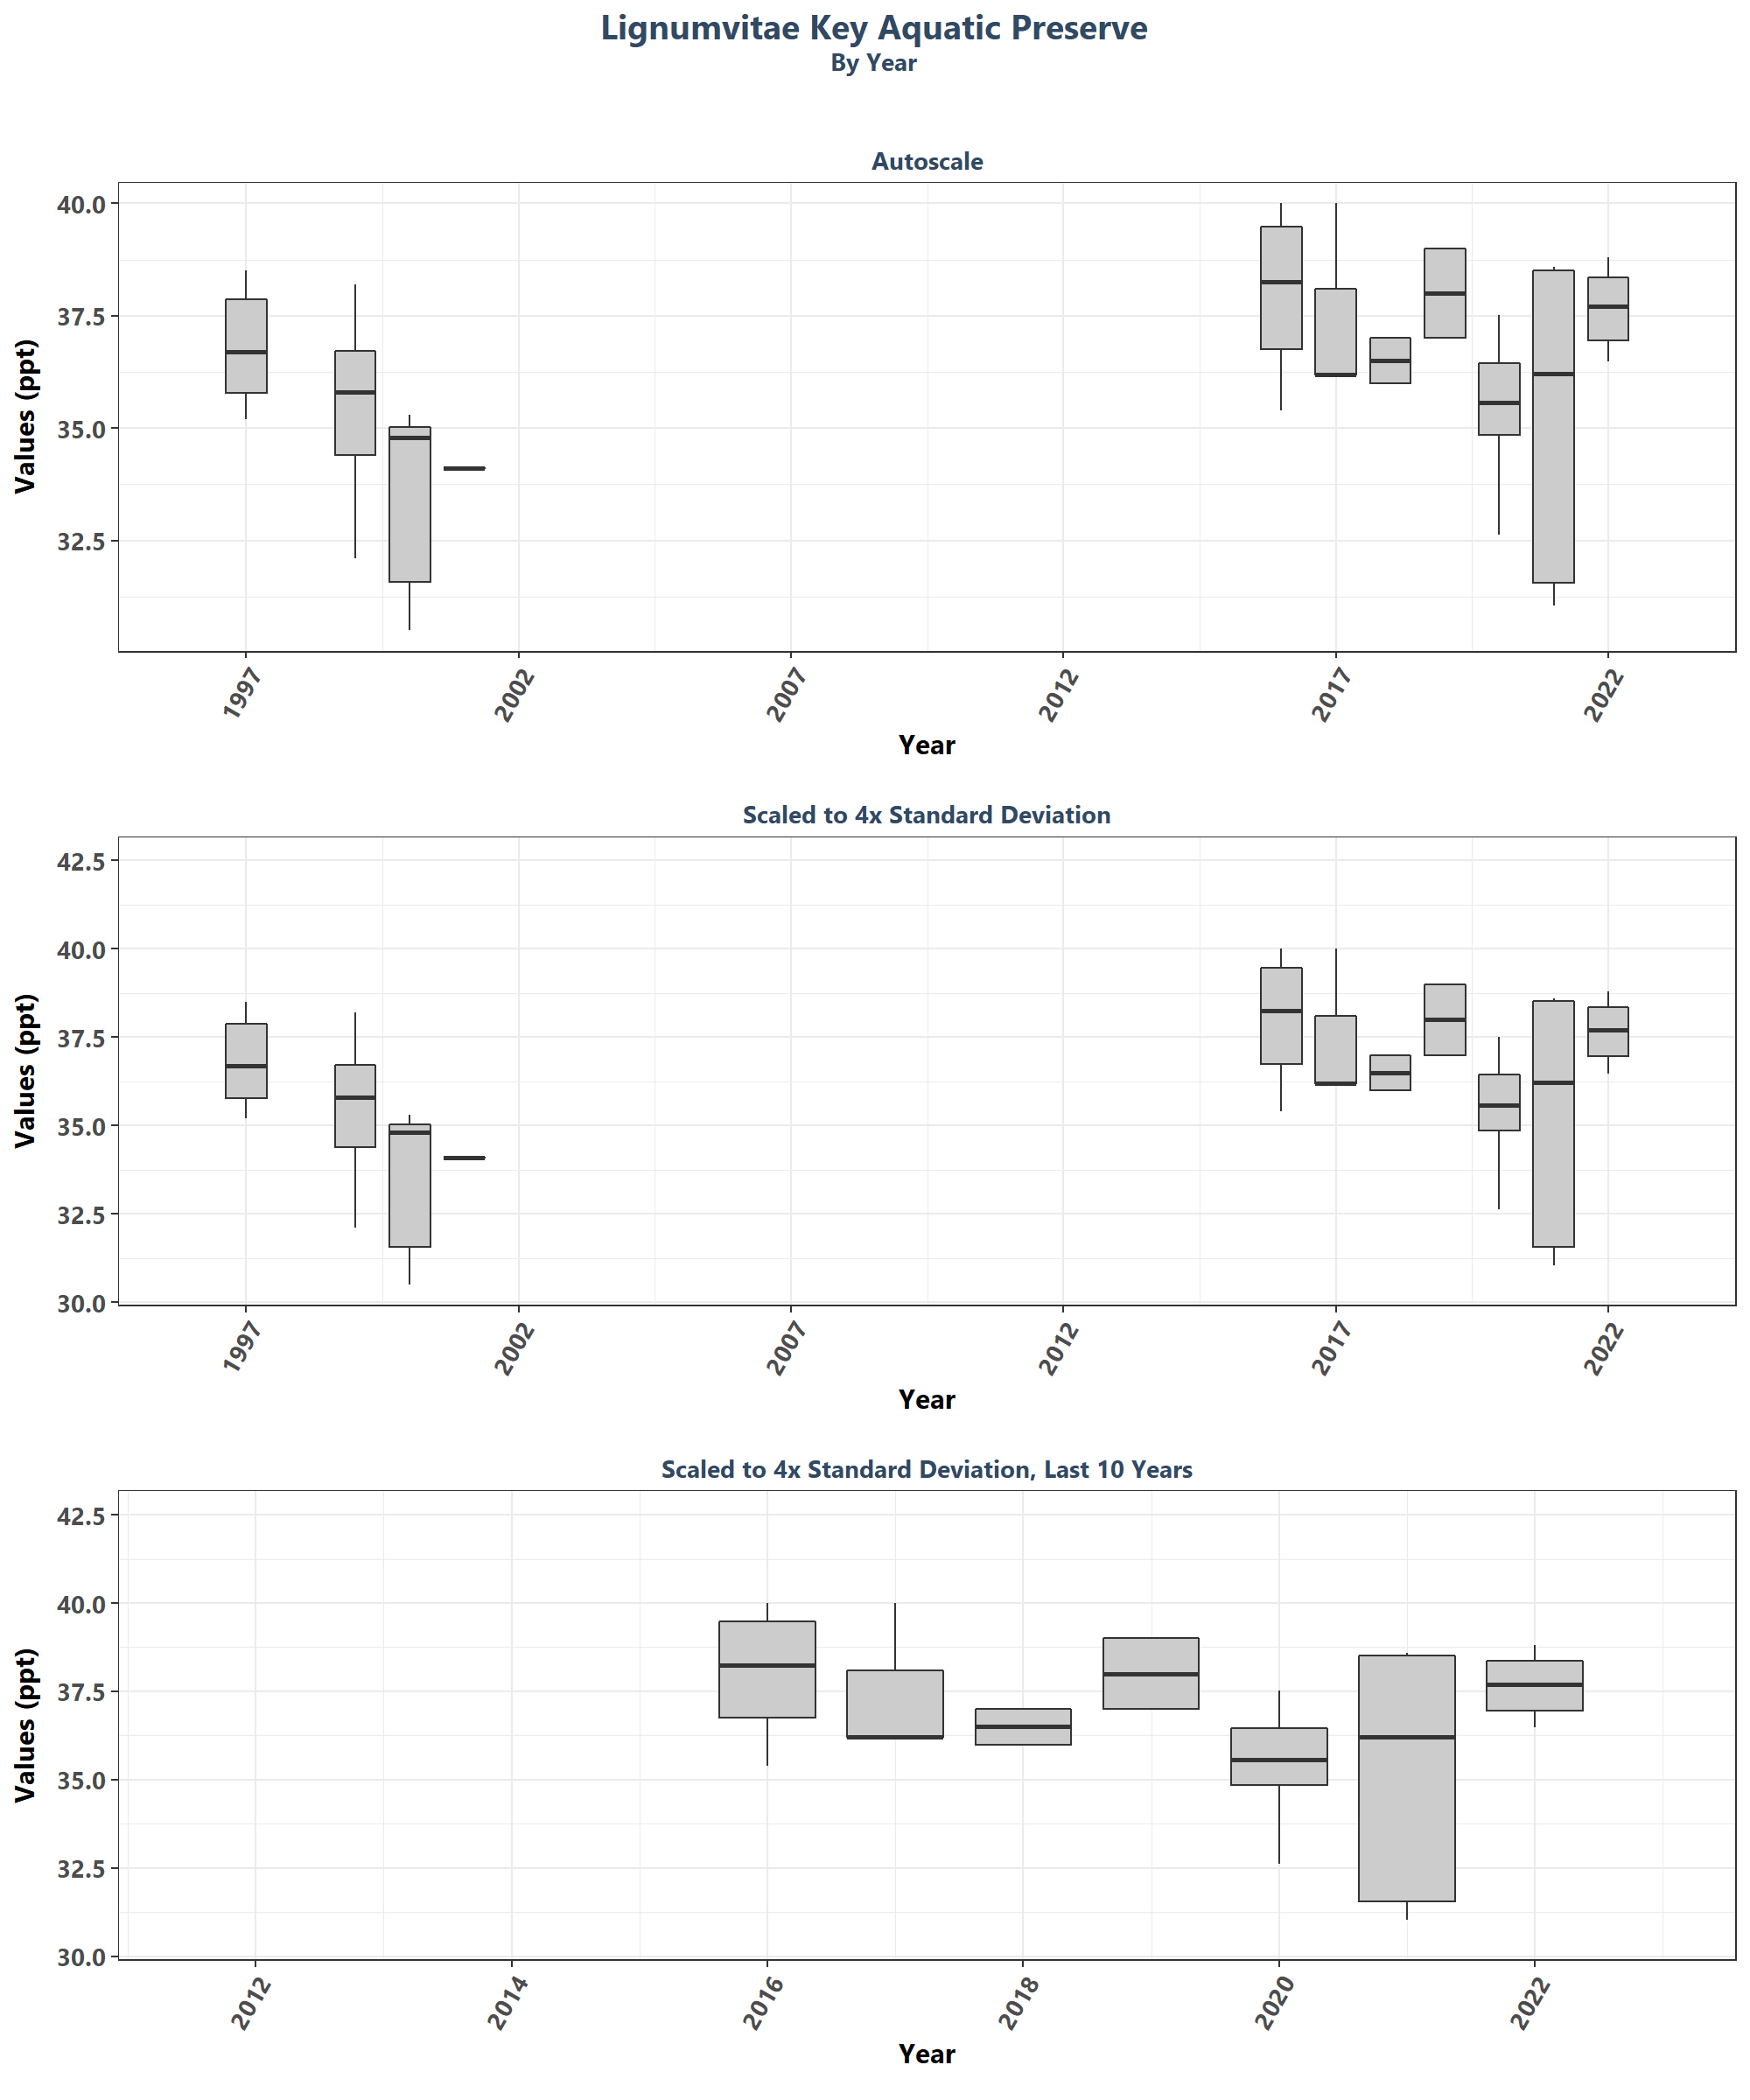 Lignumvitae Key Aquatic Preserve
By Year
Autoscale
40.0
37.5
35.0
32.5
Values (ppt)
1997 2002 2007 2012 2017 2022
Year
Scaled to 4x Standard Deviation
42.5
40.0
37.5
35.0
32.5
30.0
Values (ppt)
1997 2002 2007 2012 2017 2022
Year
Scaled to 4x Standard Deviation, Last 10 Years
42.5
40.0
37.5
35.0
32.5
30.0
Values (ppt)
2012 2014 2016 2018 2020 2022
Year